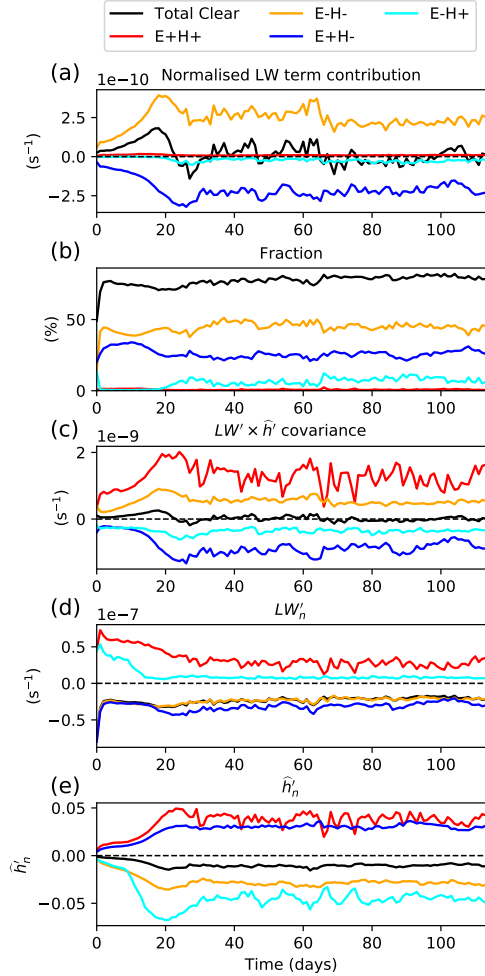 Total Clear E-H- E-H+
E+H+ E+H-
(a)
1e−10 Normalised LW term contribution
2.5
0.0
−2.5
(s⁻¹)
0 20 40 60 80 100
(b)
Fraction
50
0
(%)
0 20 40 60 80 100
(c)
1e−9 LW′ × ĥ′ covariance
2
0
(s⁻¹)
0 20 40 60 80 100
(d)
1e−7 LW′ₙ
0.5
0.0
−0.5
(s⁻¹)
0 20 40 60 80 100
(e)
ĥ′ₙ
0.05
0.00
−0.05
ĥ′ₙ
0 20 40 60 80 100
Time (days)